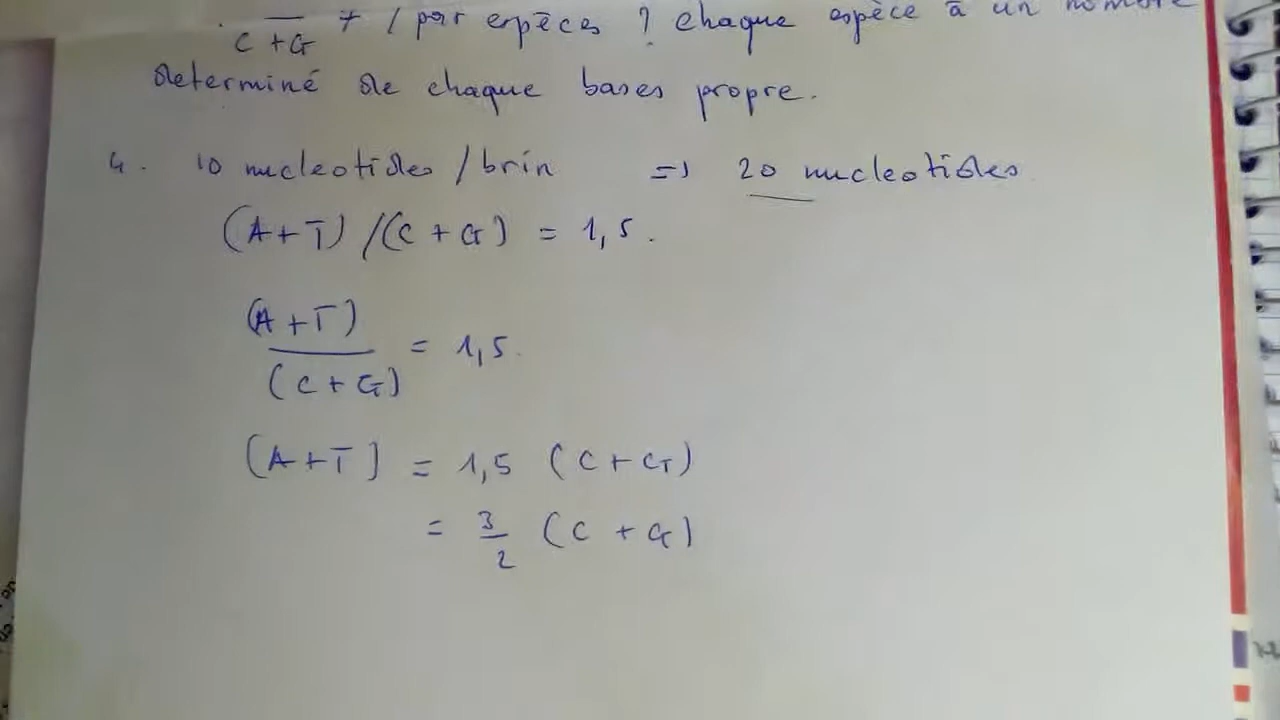 C + G ≠ / par espèces ? chaque espèce à un nombre
determiné de chaque bases propre.
4. 10 nucleotides / brin => 20 nucleotides
(A + T) / (C + G) = 1,5.
(A + T)
/ (C + G) = 1,5.
(A + T) = 1,5 (C + G)
= 3/2 (C + G)